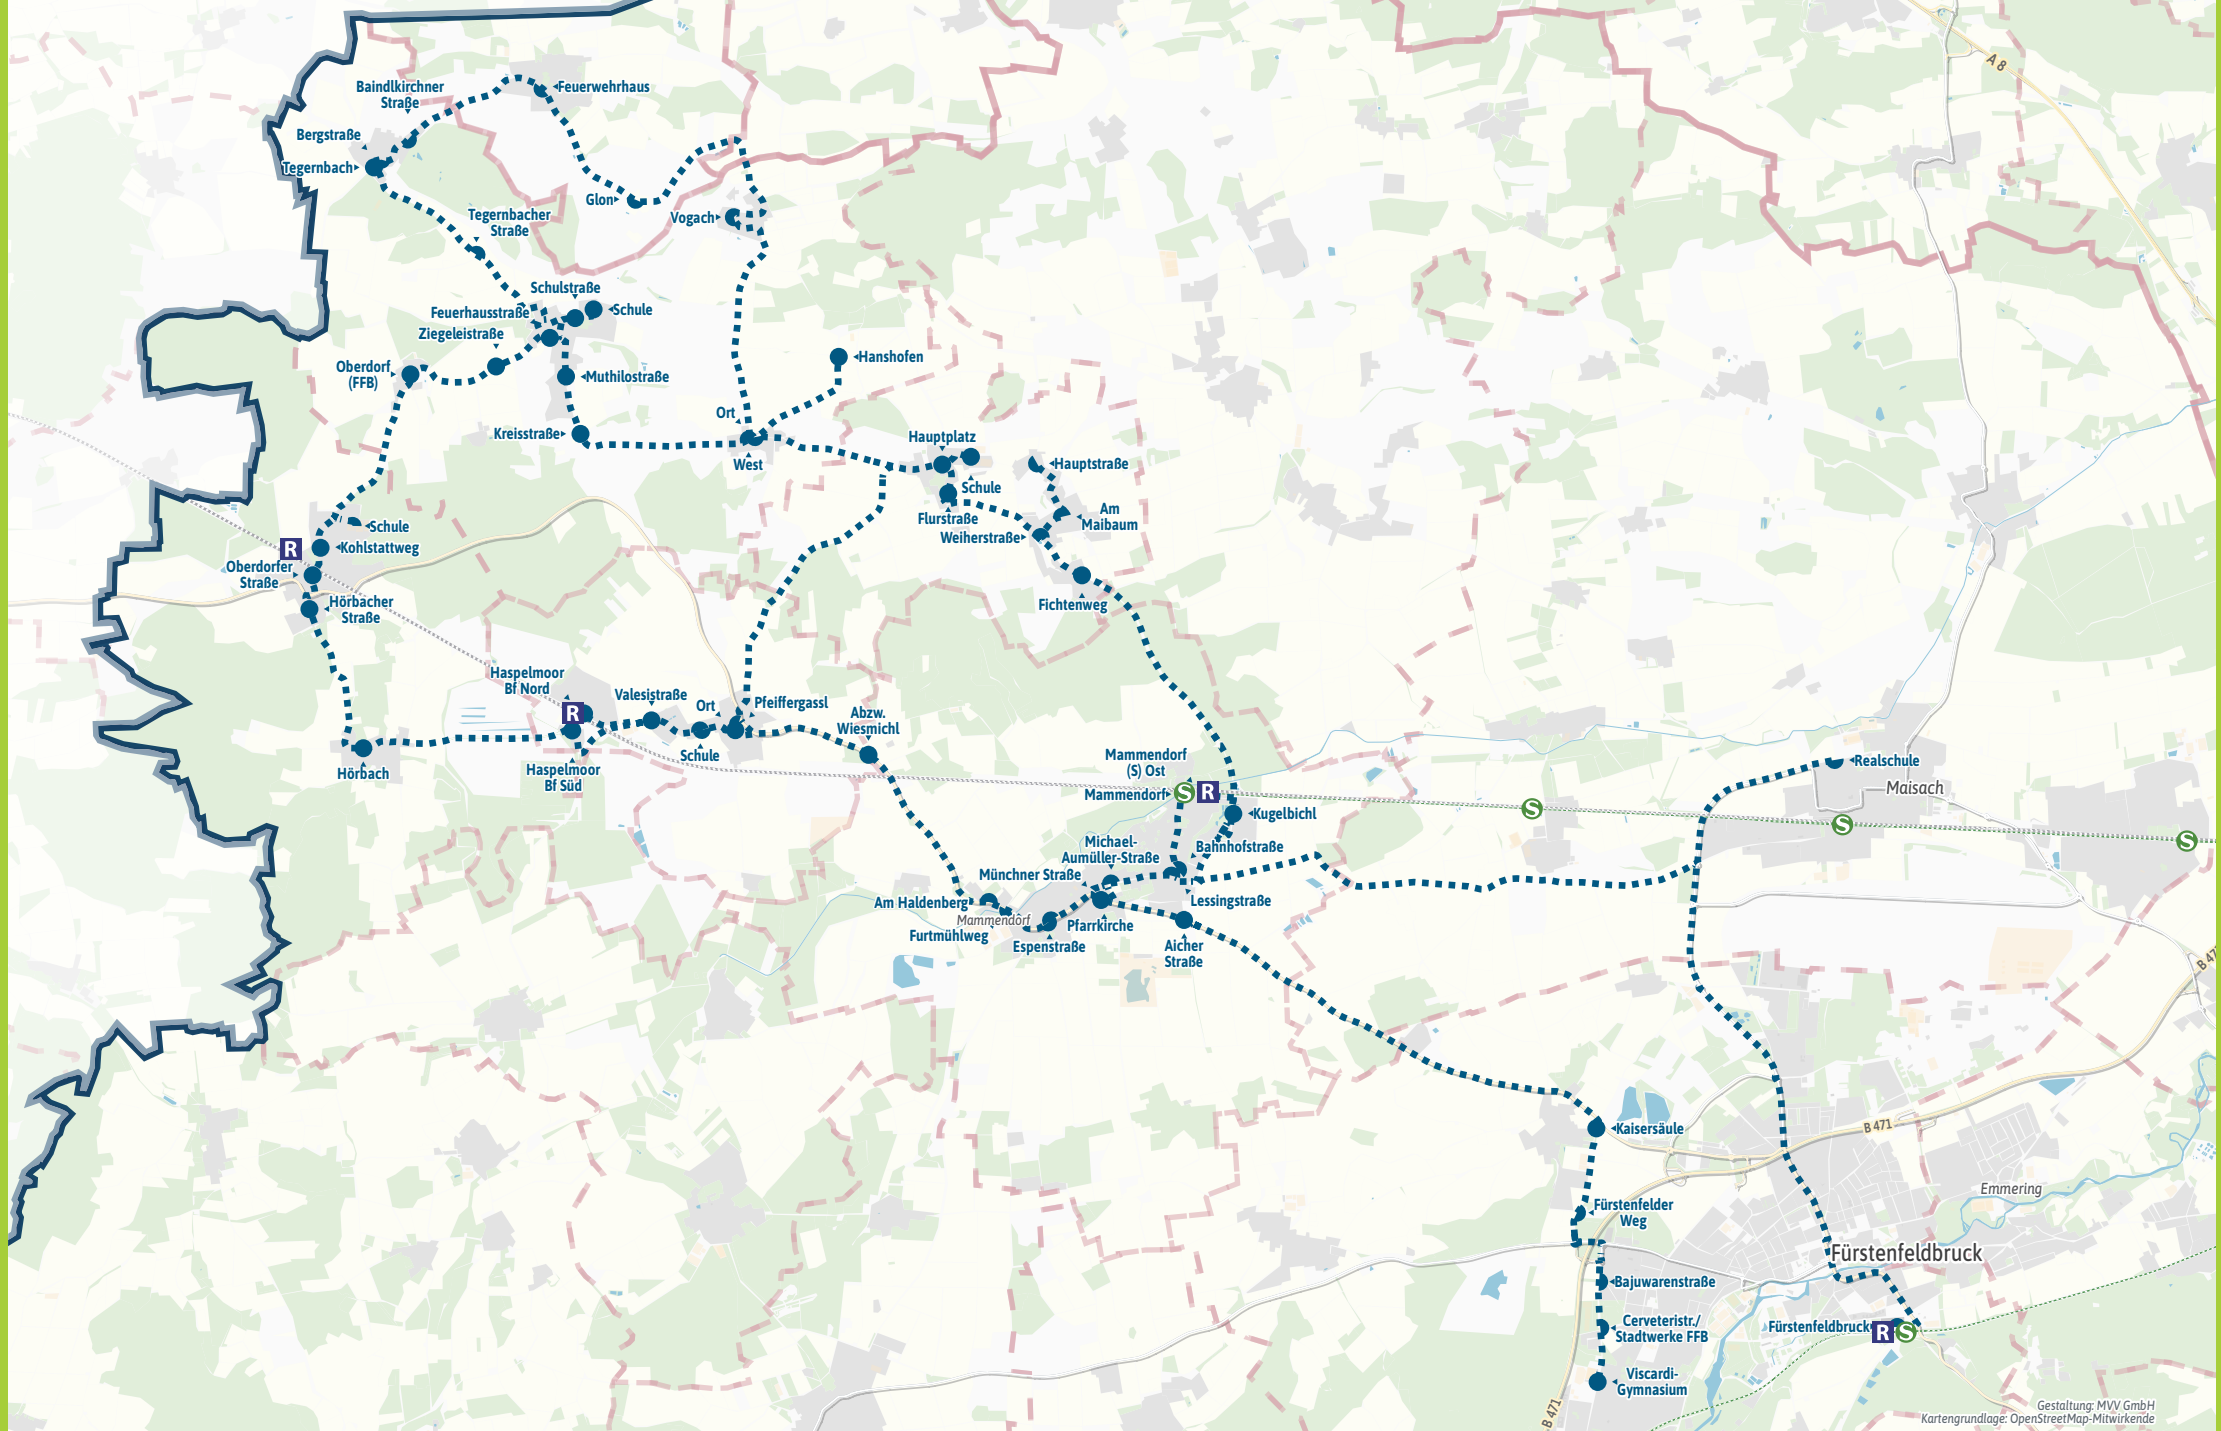 A 8
Baindlkirchner
Straße
Feuerwehrhaus
Bergstraße
Tegernbach
Glon
Vogach
Tegernbacher
Straße
Schulstraße
Feuerhausstraße
Schule
Ziegeleistraße
Oberdorf
(FFB)
Muthilostraße
Hanshofen
Ort
Kreisstraße
West
Hauptplatz
Hauptstraße
Schule
Flurstraße
Am
Maibaum
Weiherstraße
Schule
R
Kohlstattweg
Oberdorfer
Straße
Hörbacher
Straße
Fichtenweg
Haspelmoor
Bf Nord
R
Valesistraße
Ort
Pfeiffergassl
Abzw.
Wiesmichl
Schule
Hörbach
Haspelmoor
Bf Süd
Mammendorf
(S) Ost
Mammendorf
S
R
Kugelbichl
S
S
S
Realschule
Maisach
Michael-
Aumüller-Straße
Bahnhofstraße
Münchner Straße
Am Haldenberg
Mammendorf
Furtmühlweg
Espenstraße
Pfarrkirche
Lessingstraße
Aicher
Straße
B 471
Kaisersäule
B 471
Emmering
Fürstenfelder
Weg
Fürstenfeldbruck
Bajuwarenstraße
Cerveteristr./
Stadtwerke FFB
Fürstenfeldbruck
R
S
Viscardi-
Gymnasium
B 471
Gestaltung: MVV GmbH
Kartengrundlage: OpenStreetMap-Mitwirkende